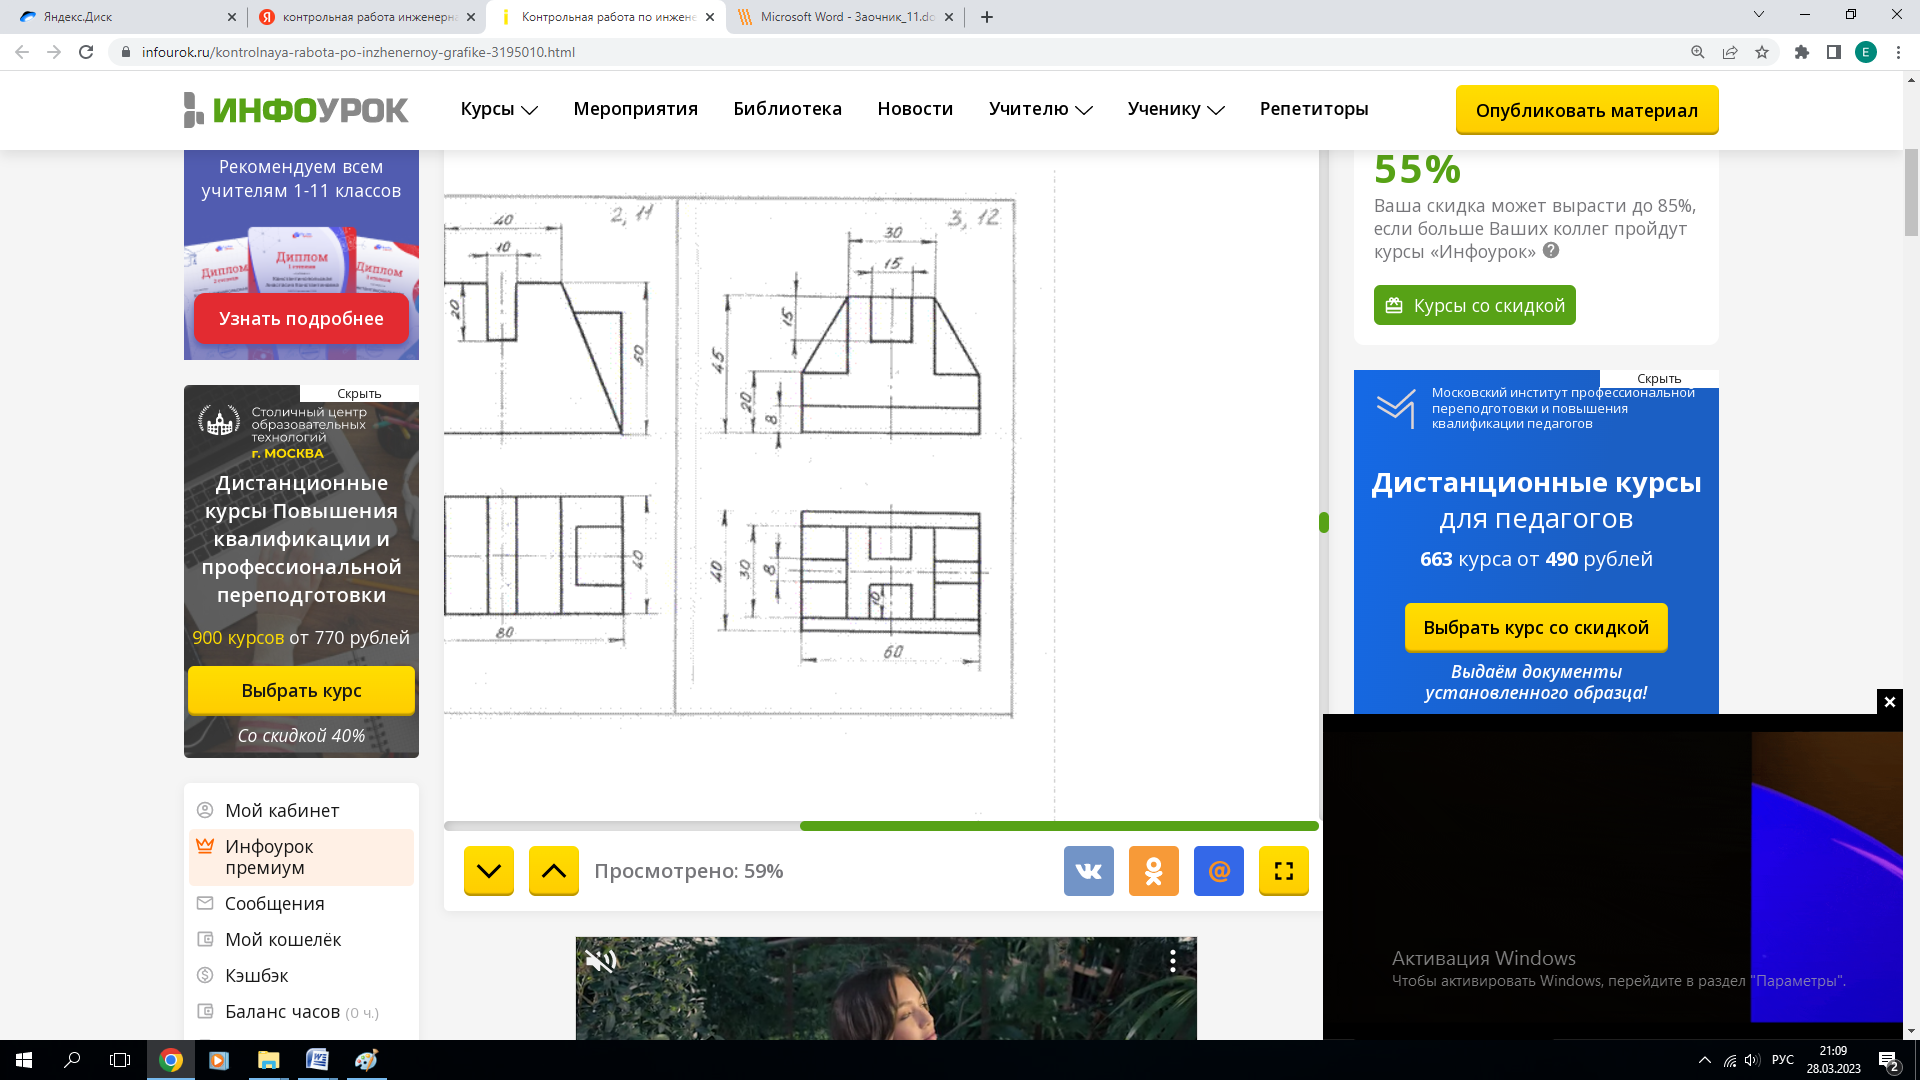 Яндекс.Диск
контрольная работа инженерна
Контрольная работа по инжене
Microsoft Word - Заочник_11.do
infourok.ru/kontrolnaya-rabota-po-inzhenernoy-grafike-3195010.html
E
ИНФОУРОК
Курсы
Мероприятия
Библиотека
Новости
Учителю
Ученику
Репетиторы
Опубликовать материал
Рекомендуем всем
учителям 1-11 классов
Диплом
Диплом
Диплом
Узнать подробнее
Скрыть
Столичный центр
образовательных
технологий
г. МОСКВА
Дистанционные
курсы Повышения
квалификации и
профессиональной
переподготовки
900 курсов от 770 рублей
Выбрать курс
Со скидкой 40%
Мой кабинет
Инфоурок
премиум
Сообщения
Мой кошелёк
Кэшбэк
Баланс часов (0 ч.)
2, 11
40
10
20
50
40
80
3, 12
30
15
15
45
20
8
40
30
8
10
60
Просмотрено: 59%
55%
Ваша скидка может вырасти до 85%,
если больше Ваших коллег пройдут
курсы «Инфоурок»
Курсы со скидкой
Скрыть
Московский институт профессиональной
переподготовки и повышения
квалификации педагогов
Дистанционные курсы
для педагогов
663 курса от 490 рублей
Выбрать курс со скидкой
Выдаём документы
установленного образца!
Активация Windows
Чтобы активировать Windows, перейдите в раздел "Параметры".
РУС
21:09
28.03.2023
2